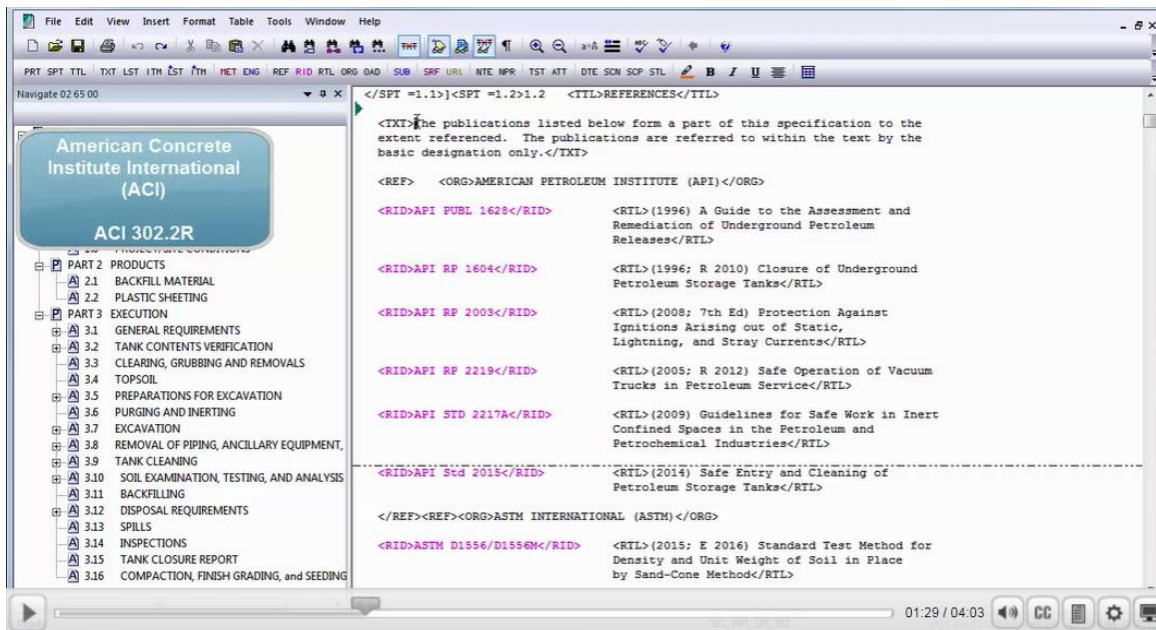 File Edit View Insert Format Table Tools Window Help
PRT SPT TTL TXT LST ITM LST ITM MET ENG REF RID RTL ORG OAD SUB SRF URL NTE NPR TST ATT DTE SCN SCP STL B I U
Navigate 02 65 00
American Concrete
Institute International
(ACI)
ACI 302.2R
PART 2 PRODUCTS
2.1 BACKFILL MATERIAL
2.2 PLASTIC SHEETING
PART 3 EXECUTION
3.1 GENERAL REQUIREMENTS
3.2 TANK CONTENTS VERIFICATION
3.3 CLEARING, GRUBBING AND REMOVALS
3.4 TOPSOIL
3.5 PREPARATIONS FOR EXCAVATION
3.6 PURGING AND INERTING
3.7 EXCAVATION
3.8 REMOVAL OF PIPING, ANCILLARY EQUIPMENT,
3.9 TANK CLEANING
3.10 SOIL EXAMINATION, TESTING, AND ANALYSIS
3.11 BACKFILLING
3.12 DISPOSAL REQUIREMENTS
3.13 SPILLS
3.14 INSPECTIONS
3.15 TANK CLOSURE REPORT
3.16 COMPACTION, FINISH GRADING, and SEEDING
</SPT =1.1>]<SPT =1.2>1.2 <TTL>REFERENCES</TTL>
<TXT>The publications listed below form a part of this specification to the
extent referenced. The publications are referred to within the text by the
basic designation only.</TXT>
<REF> <ORG>AMERICAN PETROLEUM INSTITUTE (API)</ORG>
<RID>API PUBL 1628</RID> <RTL>(1996) A Guide to the Assessment and
Remediation of Underground Petroleum
Releases</RTL>
<RID>API RP 1604</RID> <RTL>(1996; R 2010) Closure of Underground
Petroleum Storage Tanks</RTL>
<RID>API RP 2003</RID> <RTL>(2008; 7th Ed) Protection Against
Ignitions Arising out of Static,
Lightning, and Stray Currents</RTL>
<RID>API RP 2219</RID> <RTL>(2005; R 2012) Safe Operation of Vacuum
Trucks in Petroleum Service</RTL>
<RID>API STD 2217A</RID> <RTL>(2009) Guidelines for Safe Work in Inert
Confined Spaces in the Petroleum and
Petrochemical Industries</RTL>
<RID>API Std 2015</RID> <RTL>(2014) Safe Entry and Cleaning of
Petroleum Storage Tanks</RTL>
</REF><REF><ORG>ASTM INTERNATIONAL (ASTM)</ORG>
<RID>ASTM D1556/D1556M</RID> <RTL>(2015; E 2016) Standard Test Method for
Density and Unit Weight of Soil in Place
by Sand-Cone Method</RTL>
01:29 / 04:03 CC